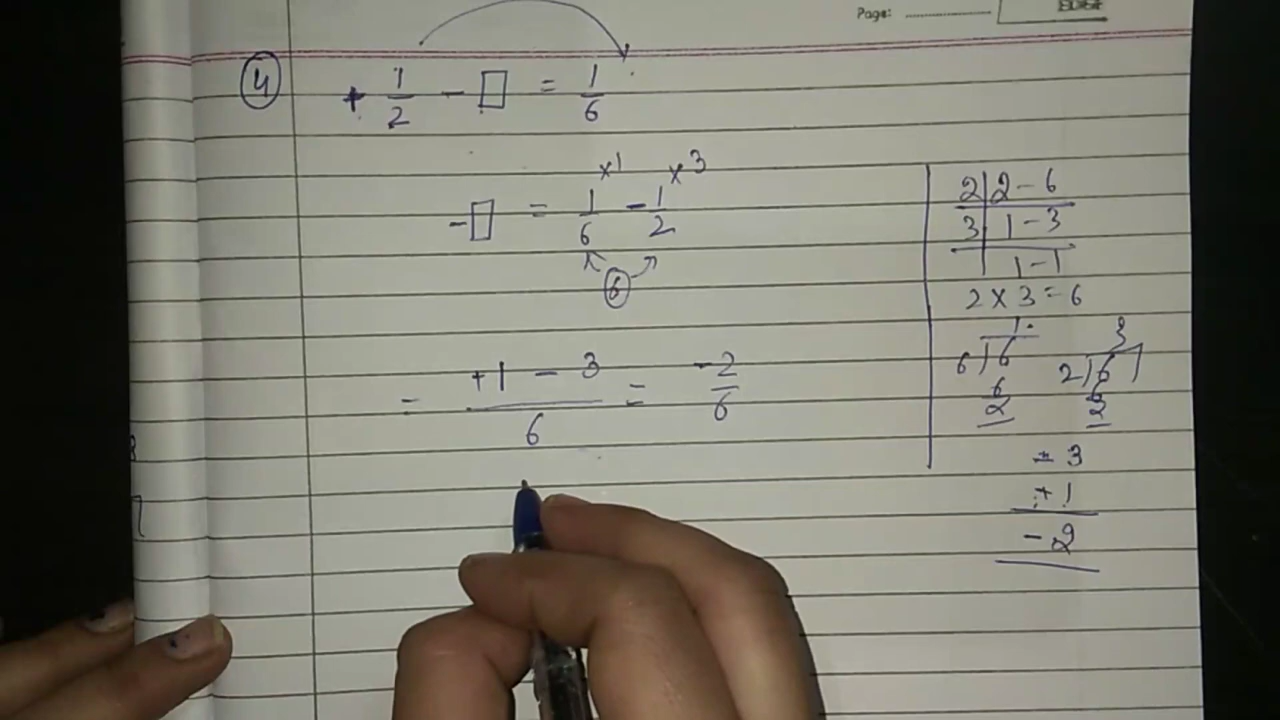 Page:
4
+ 1/2 - □ = 1/6
×1 ×3
-□ = 1/6 - 1/2
6
= +1 - 3 / 6 = -2/6
2 | 2 - 6
3 | 1 - 3
1 - 1
2 × 3 = 6
1 3
6)6 2)6
6 6
- 3
+ 1
- 2